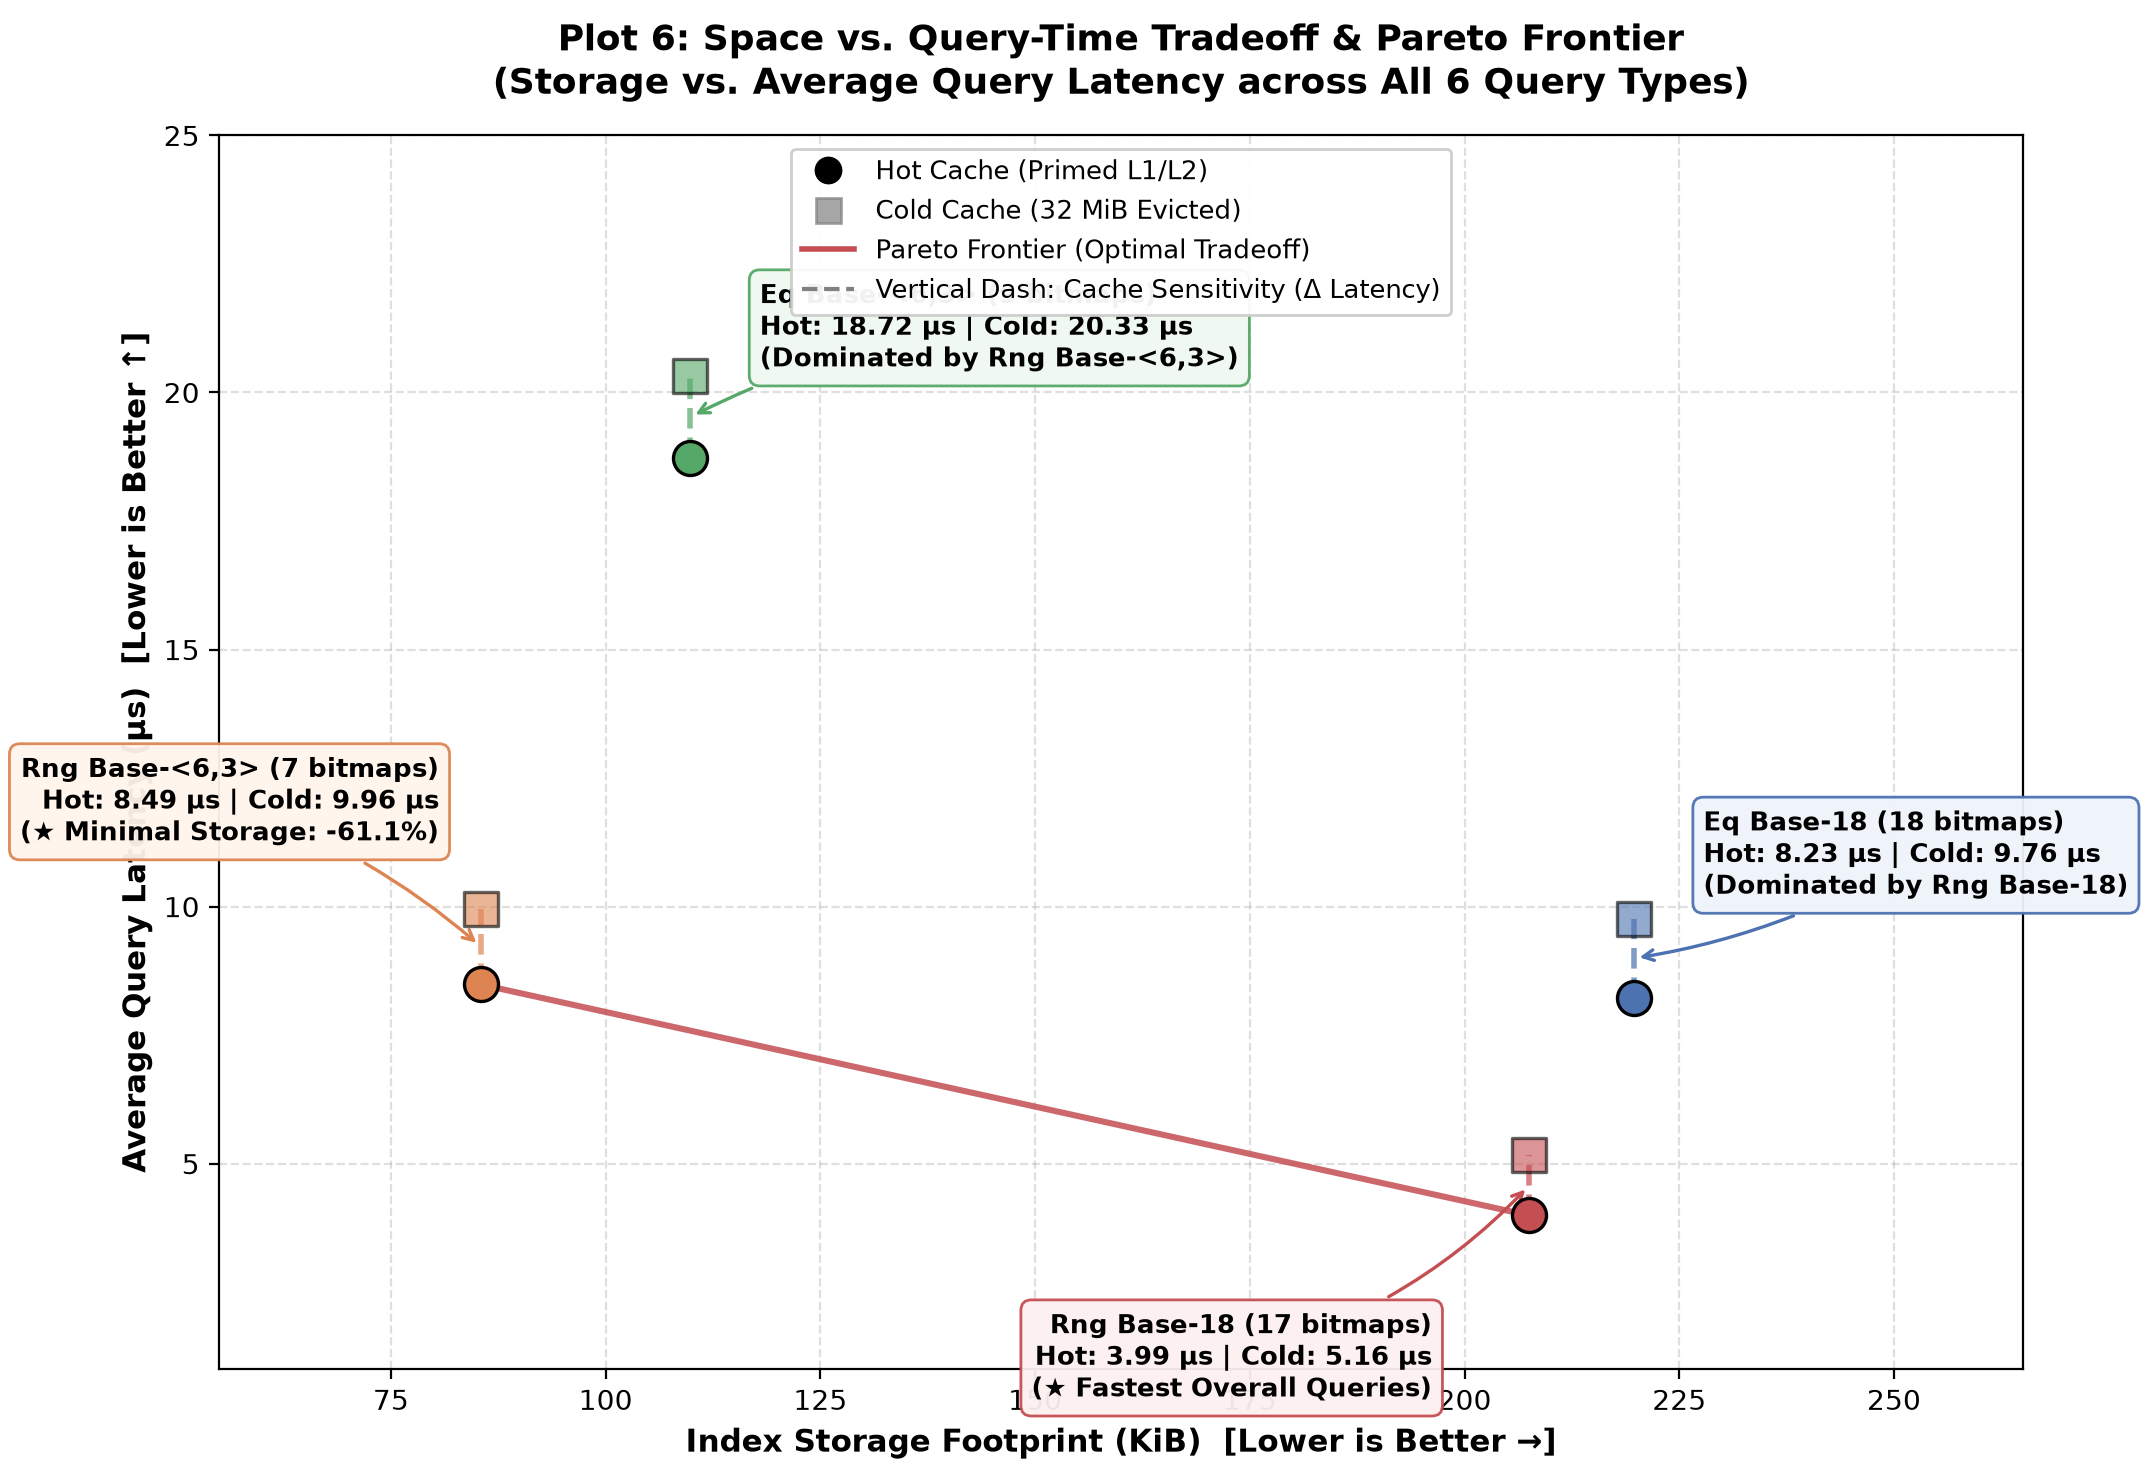 Plot 6: Space vs. Query-Time Tradeoff & Pareto Frontier
(Storage vs. Average Query Latency across All 6 Query Types)
25
20
15
10
5
Average Query Latency (µs)  [Lower is Better ↑]
Hot Cache (Primed L1/L2)
Cold Cache (32 MiB Evicted)
Pareto Frontier (Optimal Tradeoff)
Vertical Dash: Cache Sensitivity (Δ Latency)
Eq
Hot: 18.72 µs | Cold: 20.33 µs
(Dominated by Rng Base-<6,3>)
Rng Base-<6,3> (7 bitmaps)
Hot: 8.49 µs | Cold: 9.96 µs
(★ Minimal Storage: -61.1%)
Eq Base-18 (18 bitmaps)
Hot: 8.23 µs | Cold: 9.76 µs
(Dominated by Rng Base-18)
Rng Base-18 (17 bitmaps)
Hot: 3.99 µs | Cold: 5.16 µs
(★ Fastest Overall Queries)
75 100 125 150 175 200 225 250
Index Storage Footprint (KiB)  [Lower is Better →]